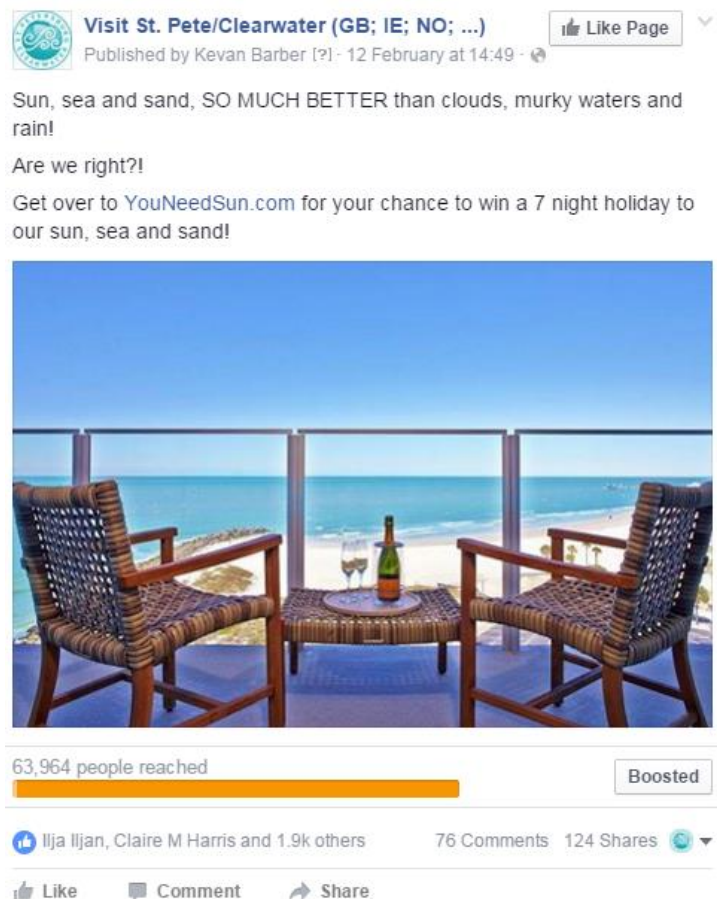 Visit St. Pete/Clearwater (GB; IE; NO; ...)
Like Page
Published by Kevan Barber [?] · 12 February at 14:49 ·
Sun, sea and sand, SO MUCH BETTER than clouds, murky waters and
rain!
Are we right?!
Get over to YouNeedSun.com for your chance to win a 7 night holiday to
our sun, sea and sand!
63,964 people reached
Boosted
Ilja Iljan, Claire M Harris and 1.9k others
76 Comments 124 Shares
Like Comment Share